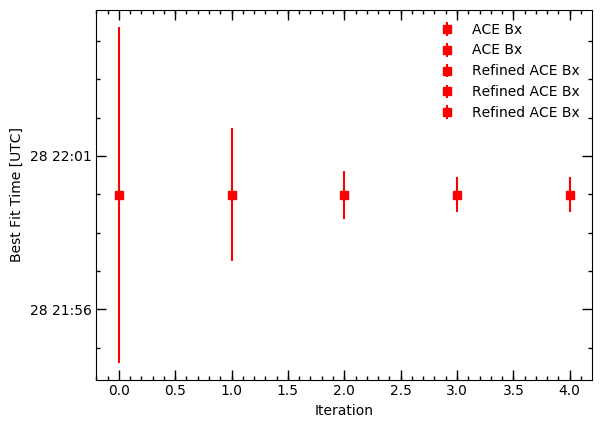 ACE Bx
ACE Bx
Refined ACE Bx
Refined ACE Bx
Refined ACE Bx
Best Fit Time [UTC]
28 22:01
28 21:56
0.0 0.5 1.0 1.5 2.0 2.5 3.0 3.5 4.0
Iteration